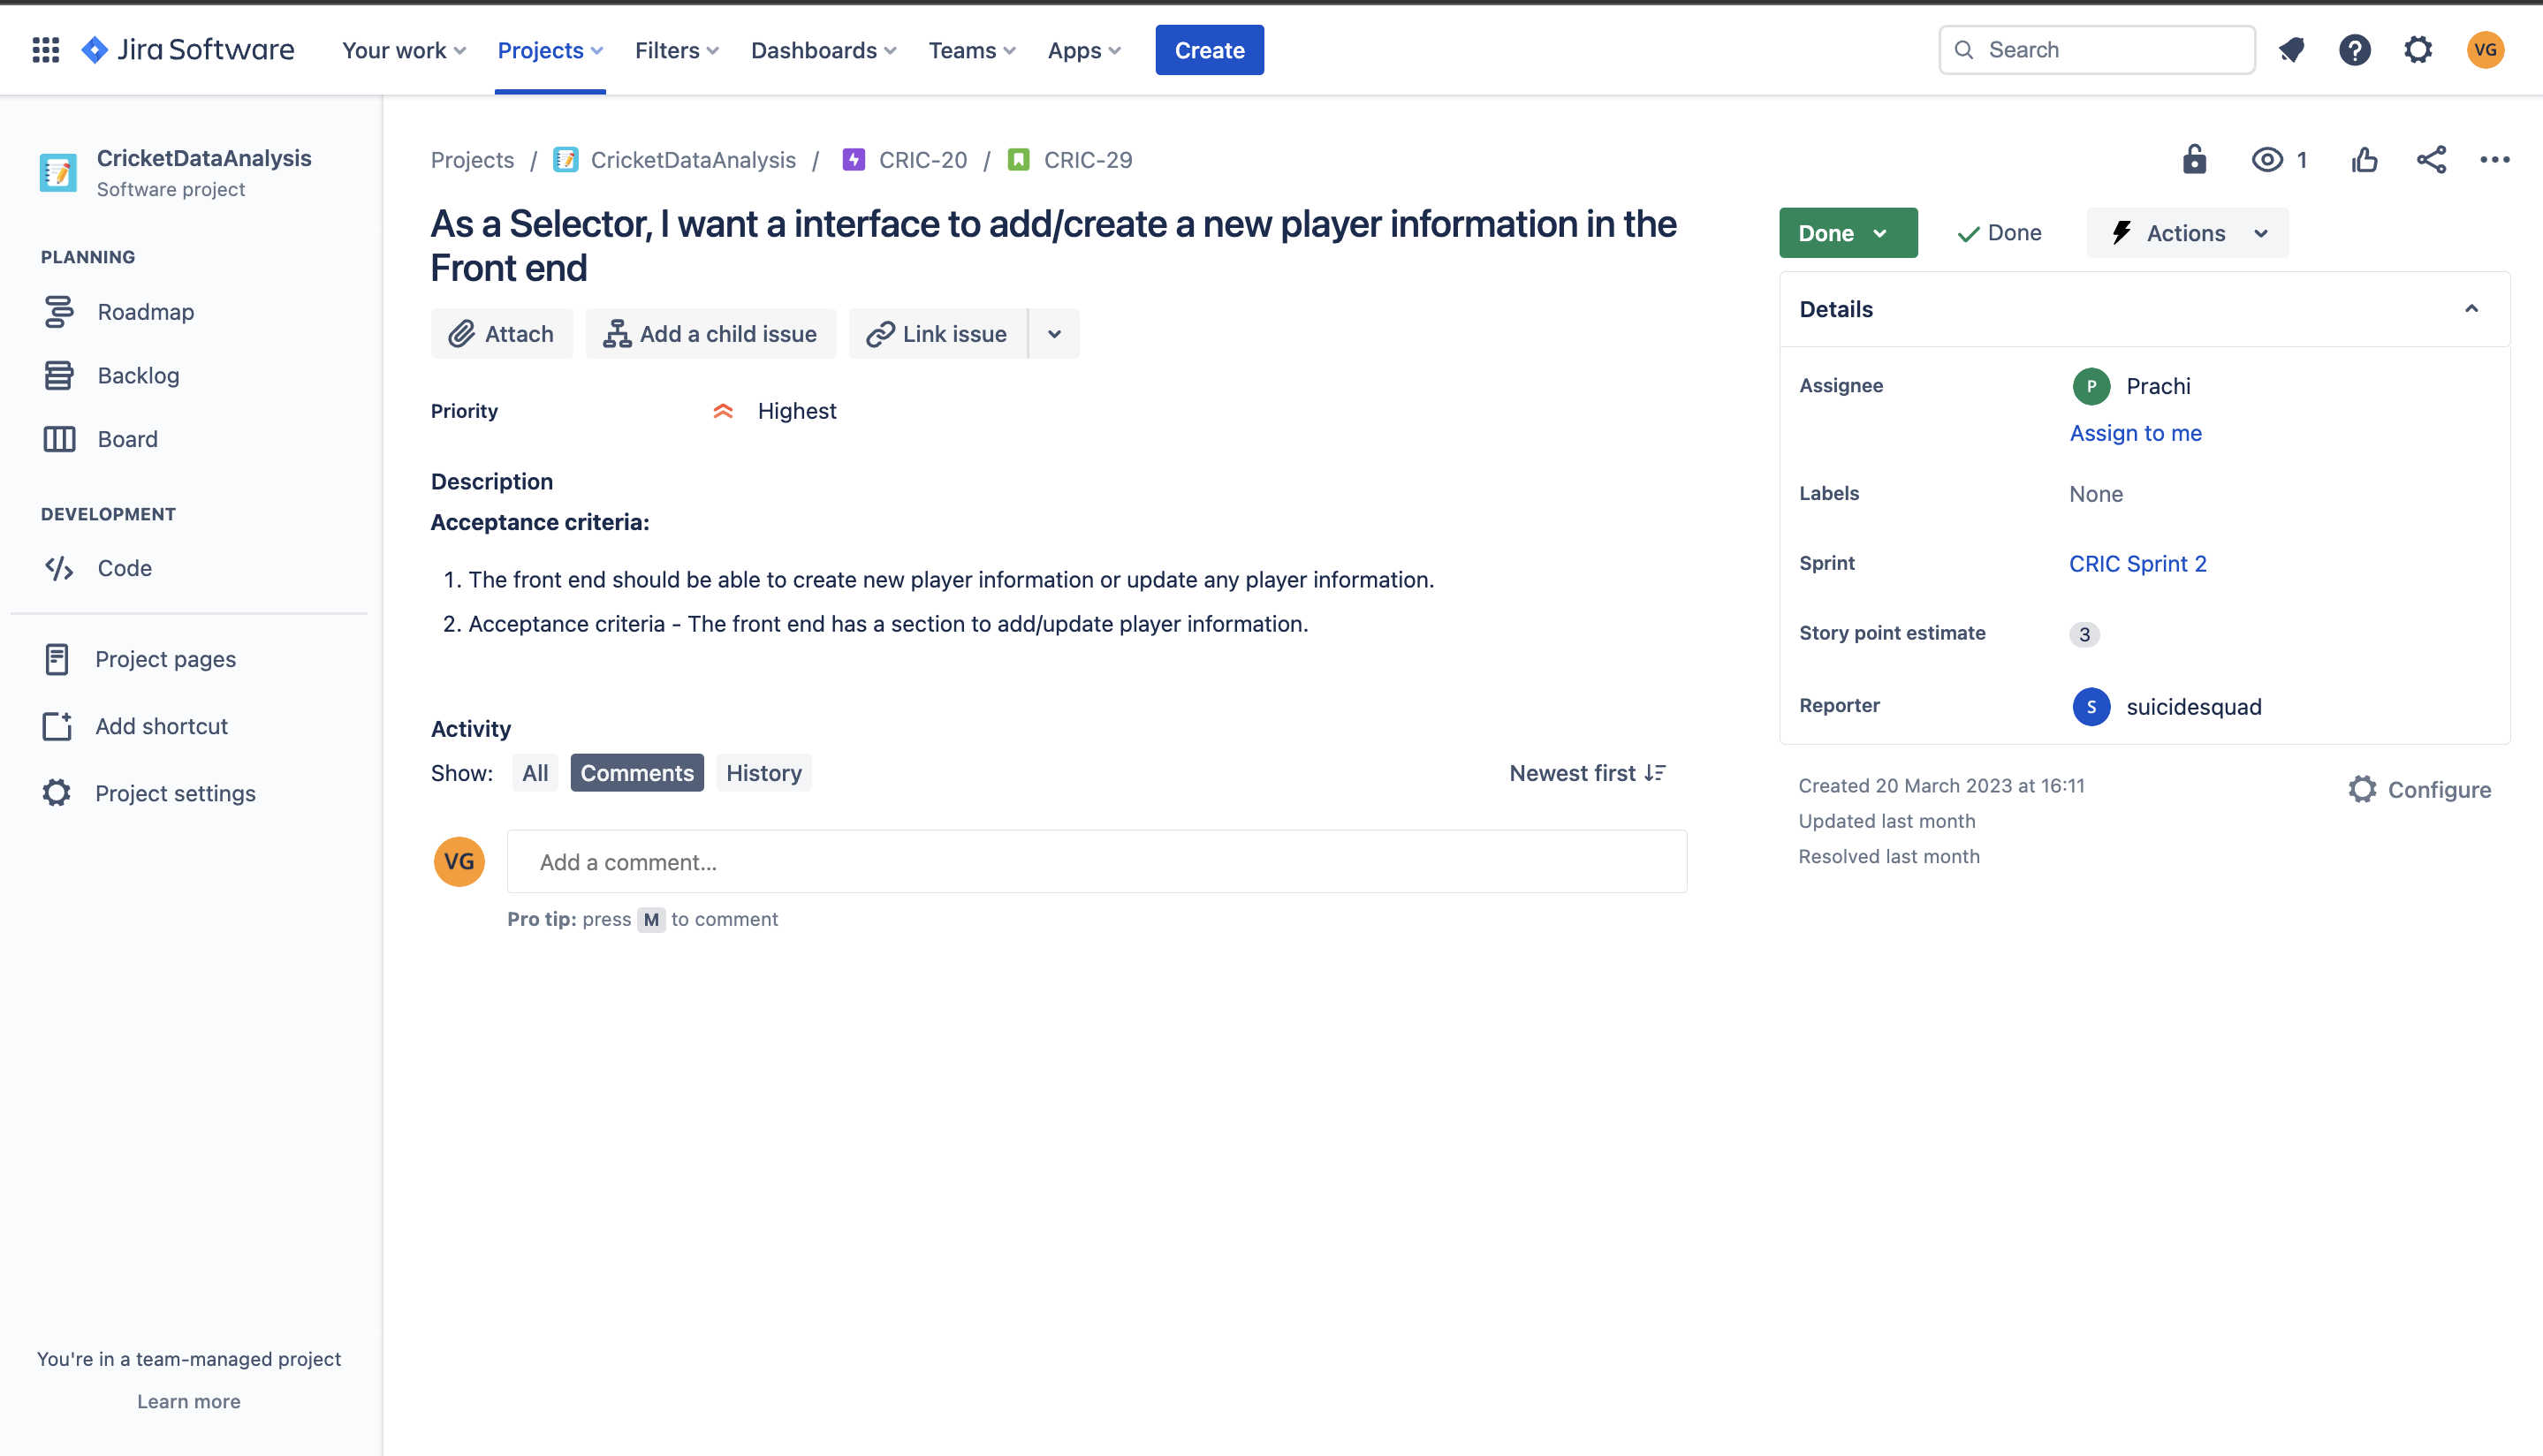 Jira Software
Your work
Projects
Filters
Dashboards
Teams
Apps
Create
Search
VG
CricketDataAnalysis
Software project
PLANNING
Roadmap
Backlog
Board
DEVELOPMENT
Code
Project pages
Add shortcut
Project settings
You're in a team-managed project
Learn more
Projects / CricketDataAnalysis / CRIC-20 / CRIC-29
1
As a Selector, I want a interface to add/create a new player information in the
Front end
Attach
Add a child issue
Link issue
Priority
Highest
Description
Acceptance criteria:
1. The front end should be able to create new player information or update any player information.
2. Acceptance criteria - The front end has a section to add/update player information.
Activity
Show:
All
Comments
History
Newest first
VG
Add a comment...
Pro tip: press M to comment
Done
Done
Actions
Details
Assignee
P
Prachi
Assign to me
Labels
None
Sprint
CRIC Sprint 2
Story point estimate
3
Reporter
S
suicidesquad
Created 20 March 2023 at 16:11
Updated last month
Resolved last month
Configure